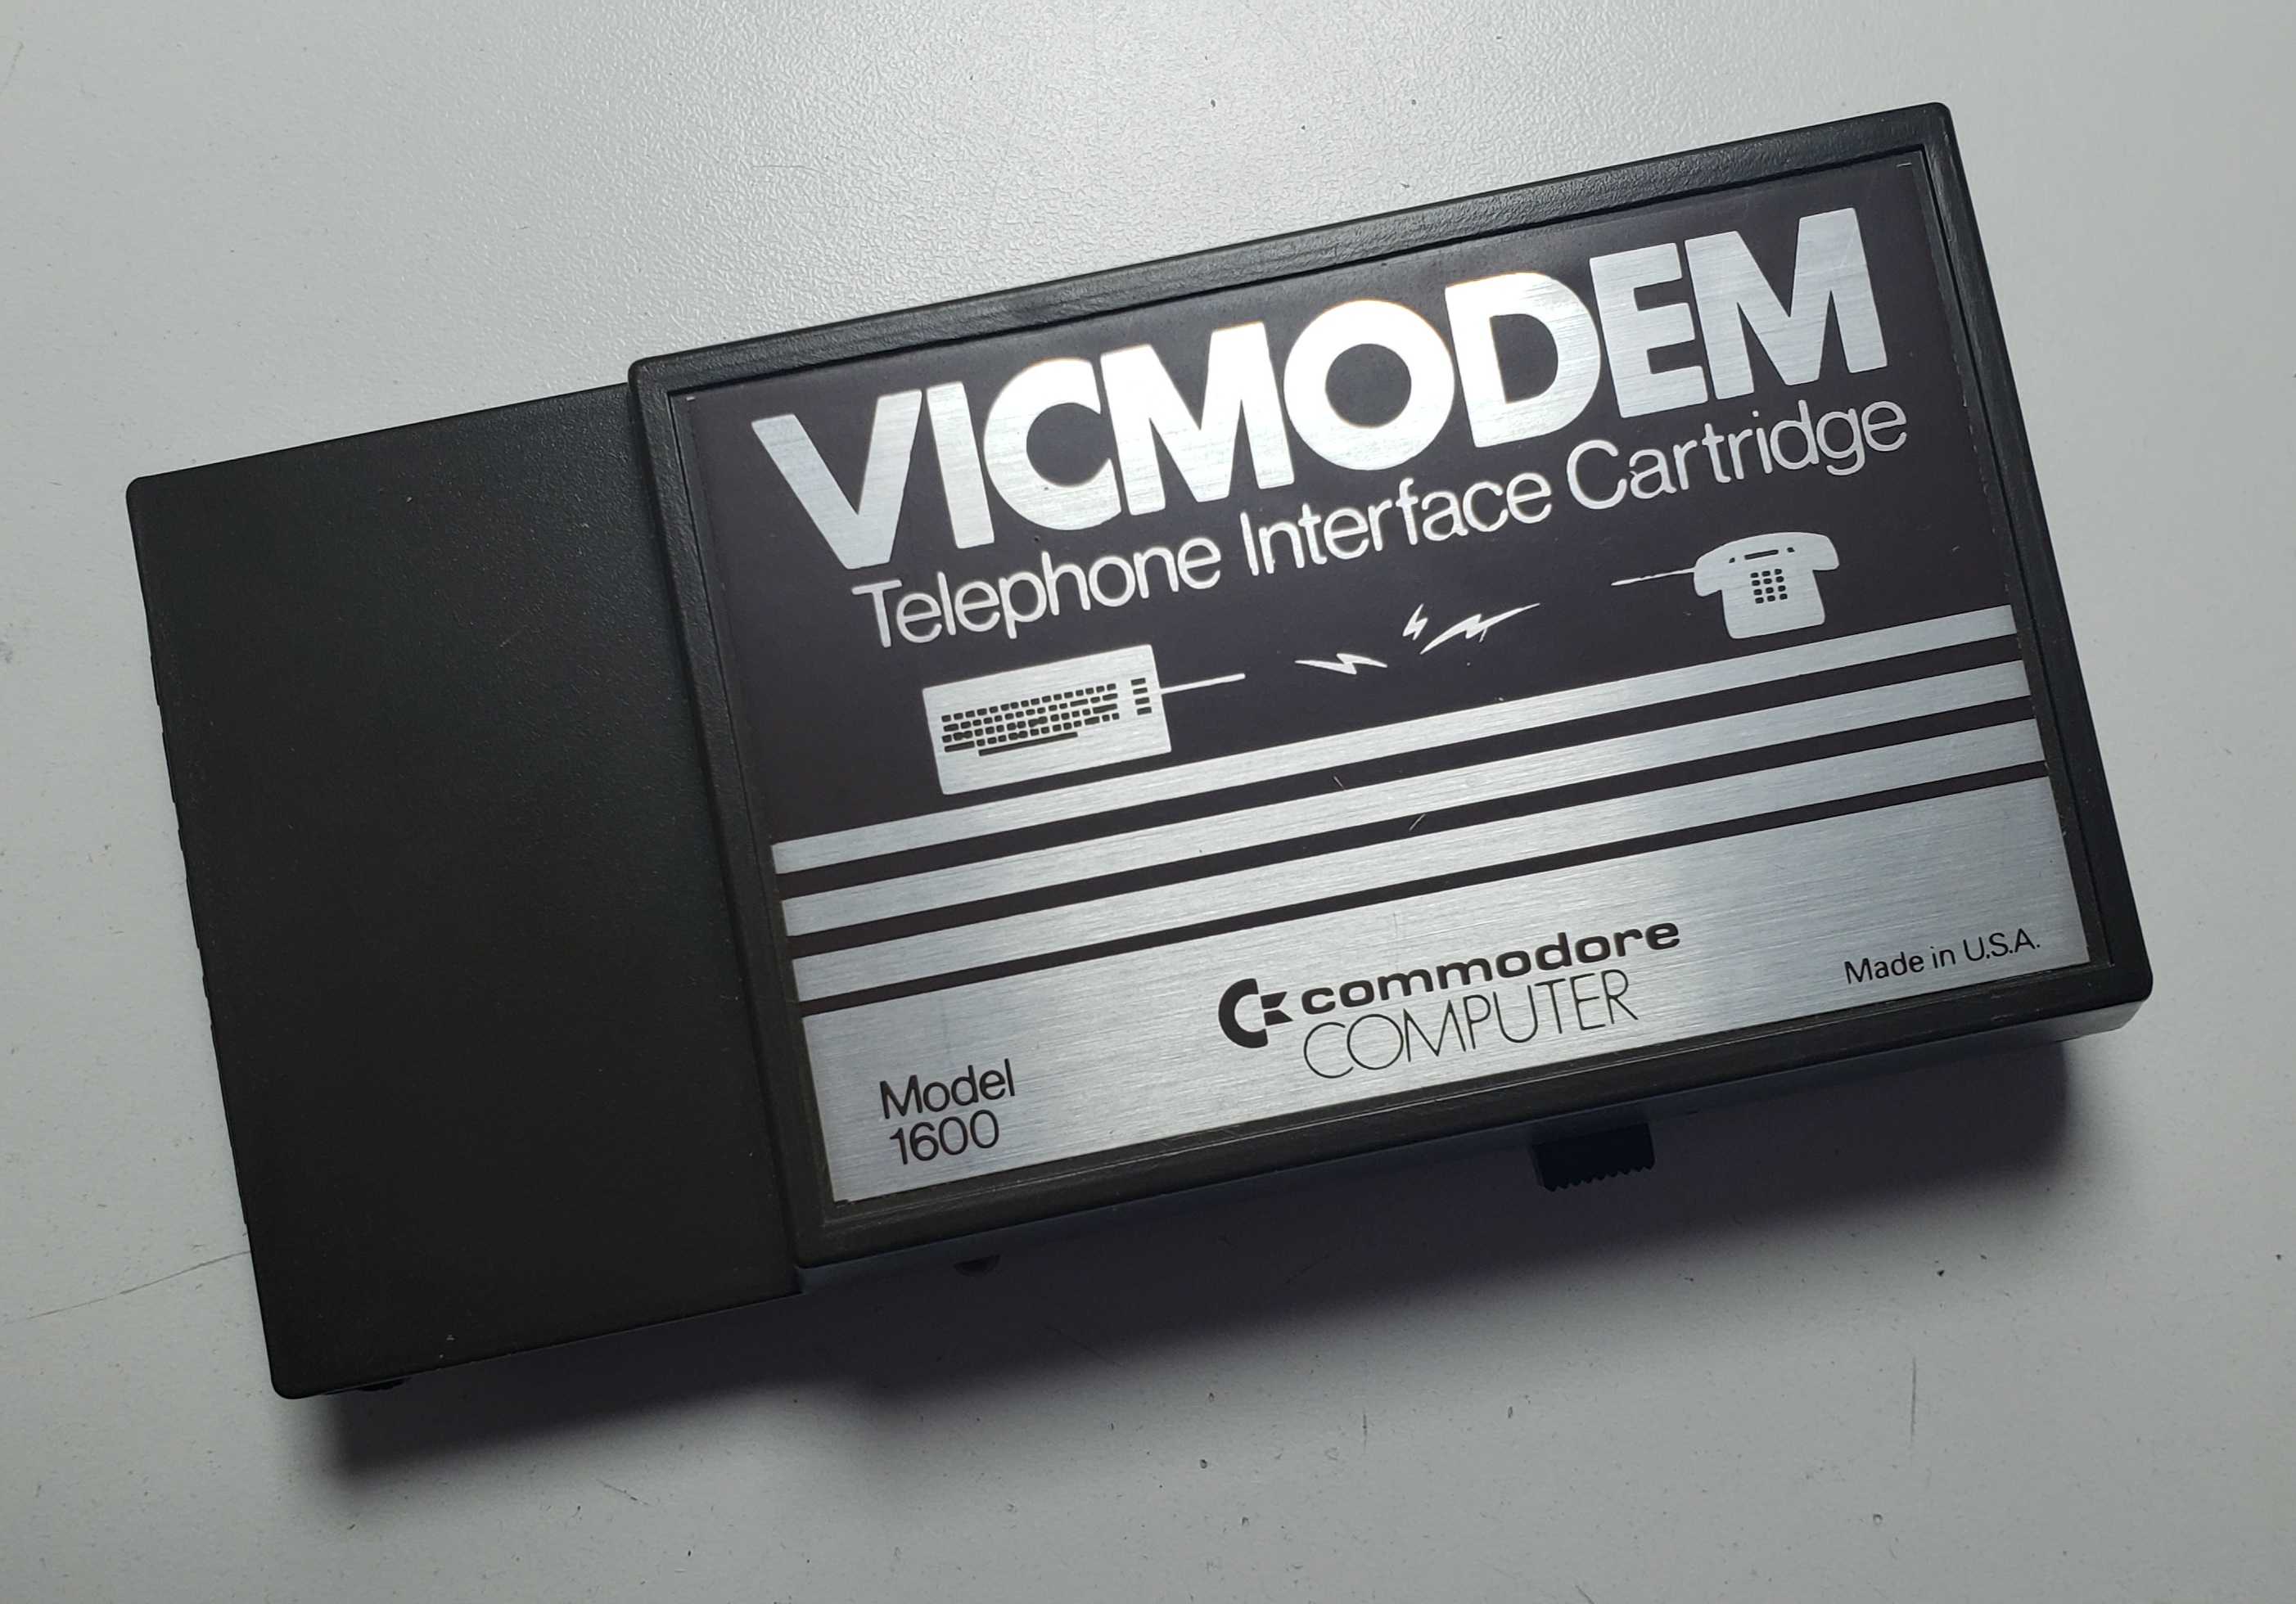 VICMODEM
Telephone Interface Cartridge
commodore
COMPUTER
Made in U.S.A.
Model
1600